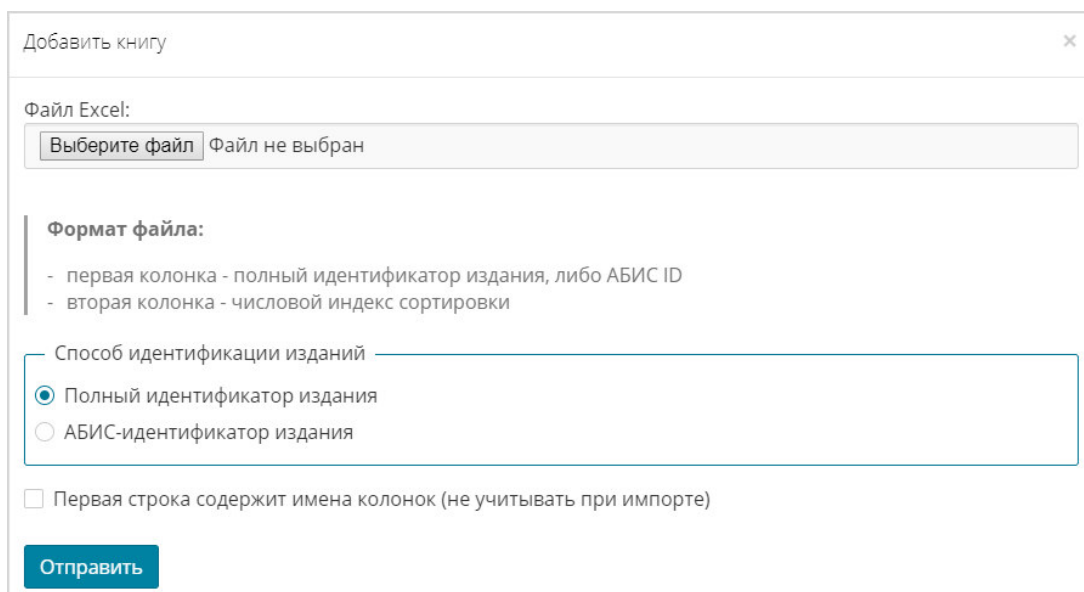 Добавить книгу ×
Файл Excel:
Выберите файл Файл не выбран
Формат файла:
- первая колонка - полный идентификатор издания, либо АБИС ID
- вторая колонка - числовой индекс сортировки
Способ идентификации изданий
Полный идентификатор издания
АБИС-идентификатор издания
Первая строка содержит имена колонок (не учитывать при импорте)
Отправить